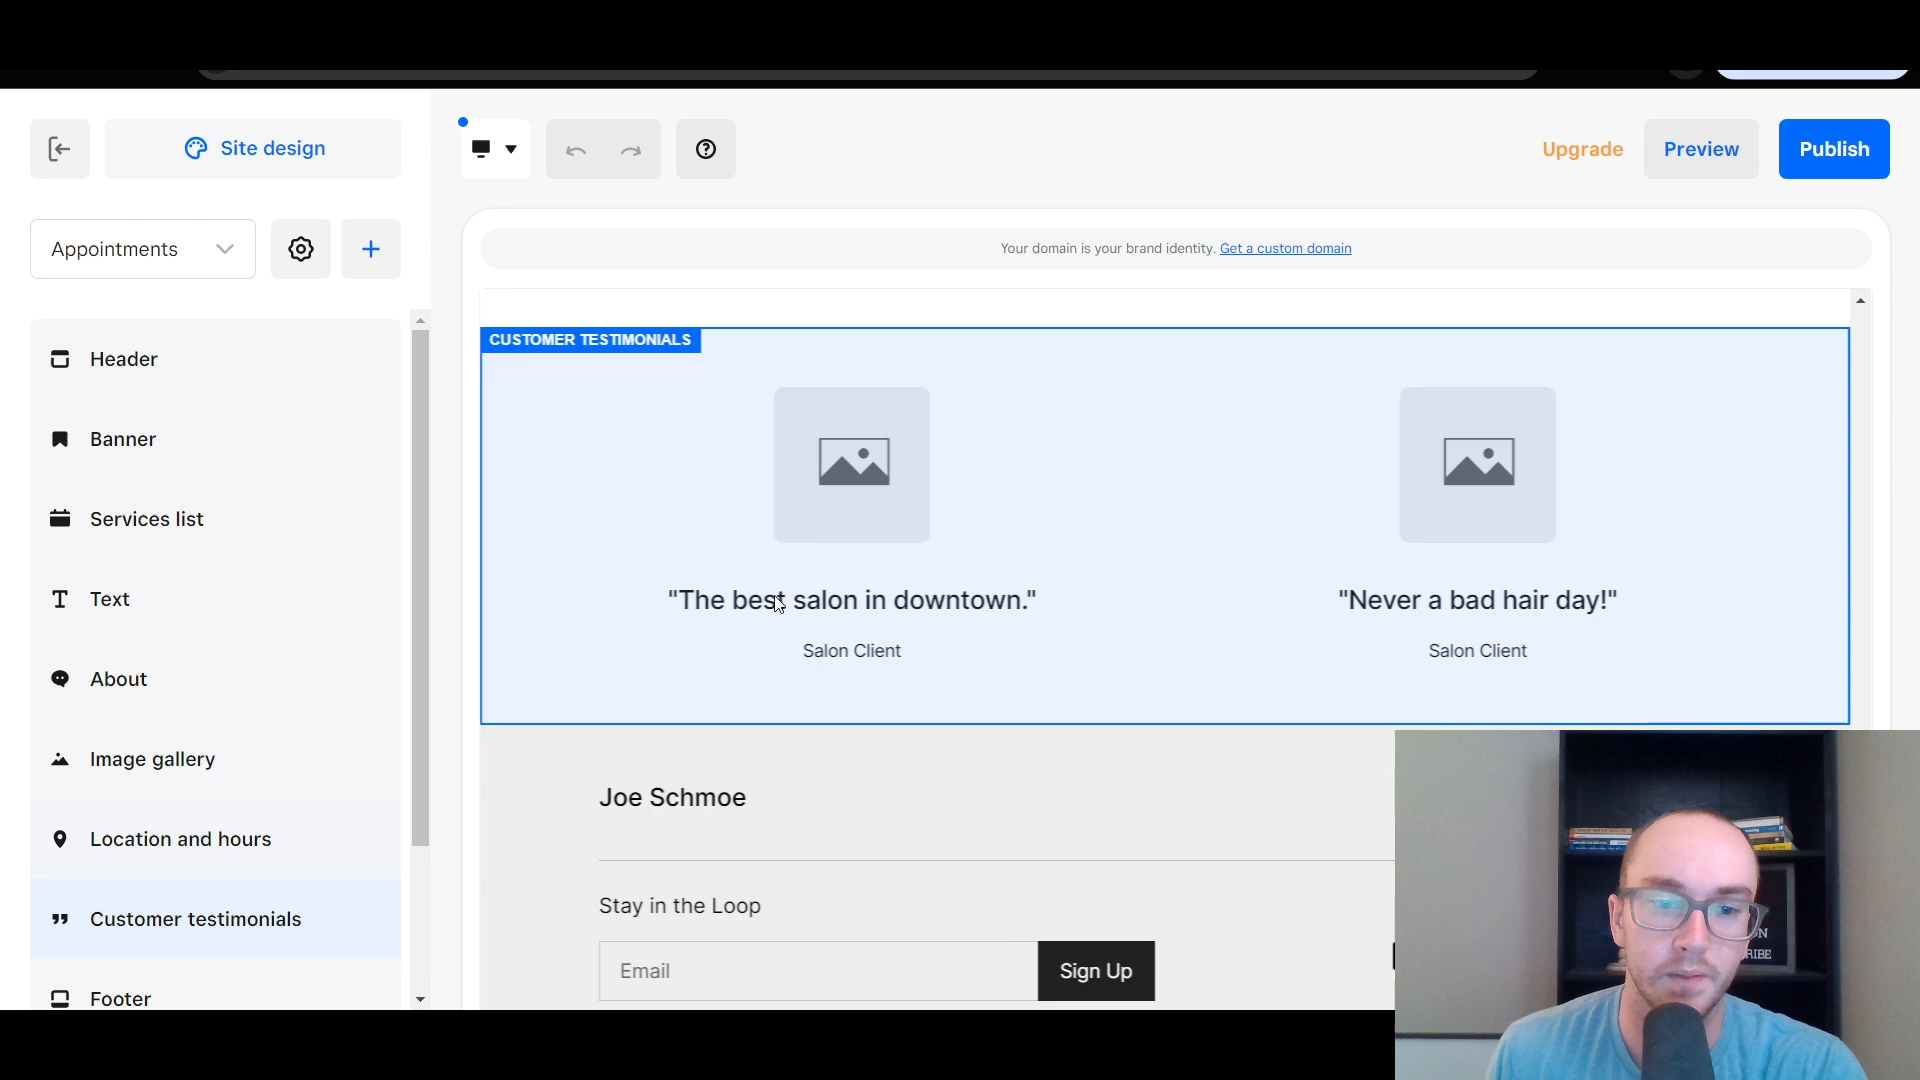 Site design
Upgrade
Preview
Publish
Appointments
Your domain is your brand identity. Get a custom domain
Header
Banner
Services list
Text
About
Image gallery
Location and hours
Customer testimonials
Footer
CUSTOMER TESTIMONIALS
"The best salon in downtown."
Salon Client
"Never a bad hair day!"
Salon Client
Joe Schmoe
Stay in the Loop
Email
Sign Up